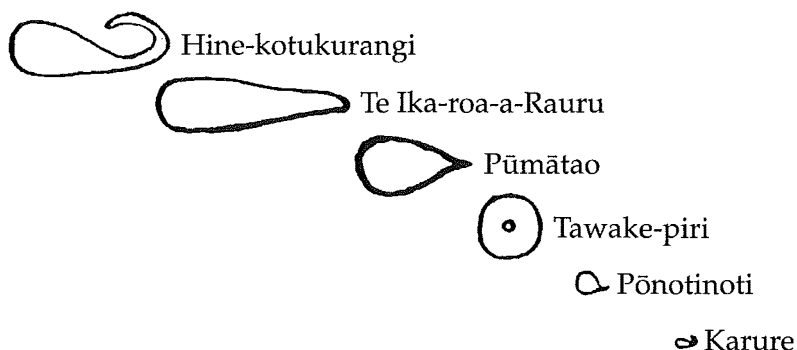 Hine-kotukurangi
Te Ika-roa-a-Rauru
Pūmātao
Tawake-piri
Pōnotinoti
Karure